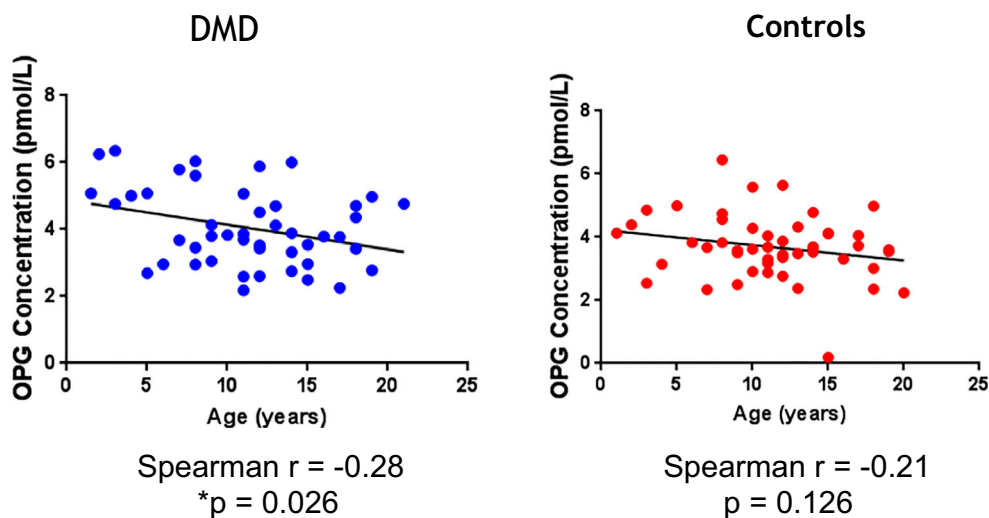 DMD
OPG Concentration (pmol/L)
8
6
4
2
0
0 5 10 15 20 25
Age (years)
Spearman r = -0.28
*p = 0.026
Controls
OPG Concentration (pmol/L)
8
6
4
2
0
0 5 10 15 20 25
Age (years)
Spearman r = -0.21
p = 0.126